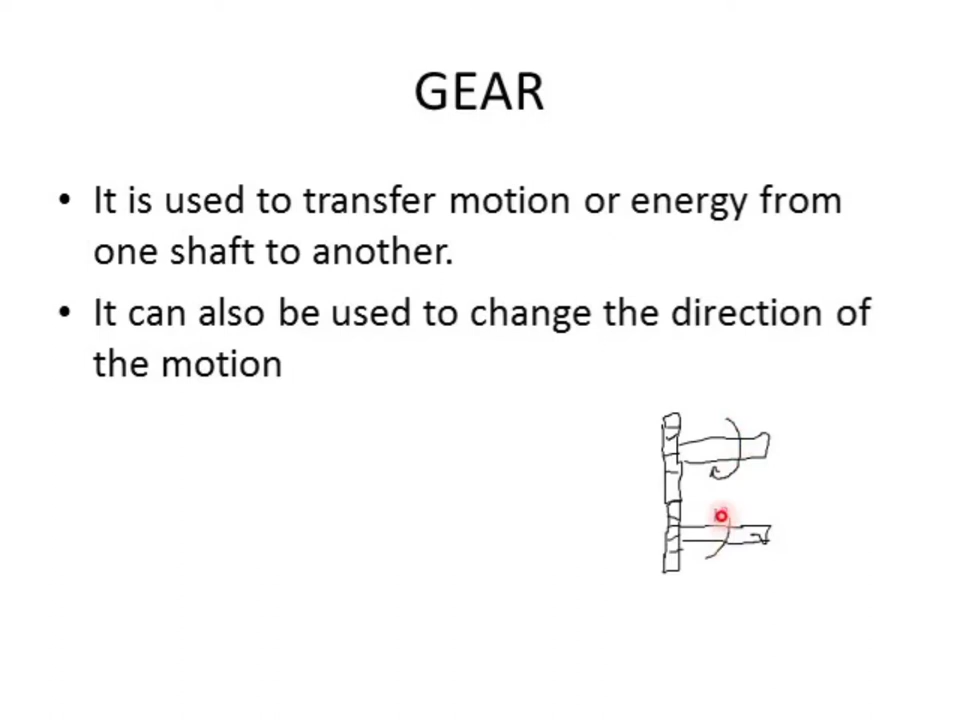 GEAR
• It is used to transfer motion or energy from
one shaft to another.
• It can also be used to change the direction of
the motion